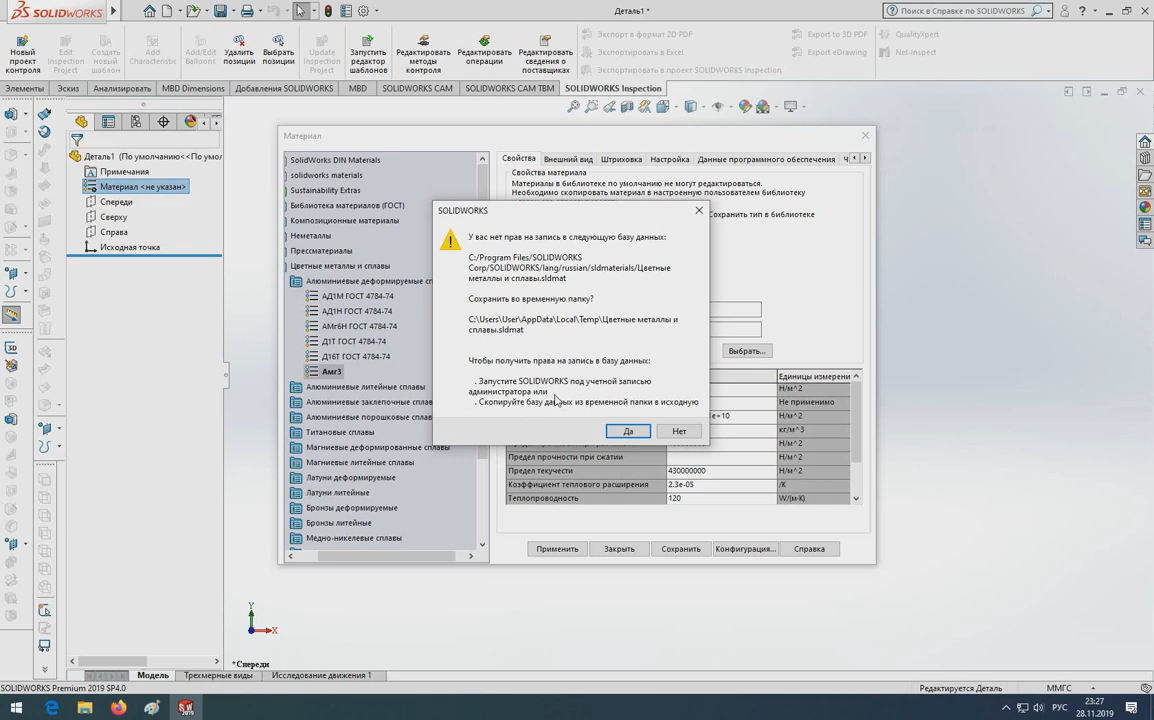 SOLIDWORKS
Деталь1 *
Поиск в Справке по SOLIDWORKS
Новый проект контроля
Edit Inspection Project
Создать новый шаблон
Add Characteristic
Add/Edit Balloons
Удалить позиции
Выбрать позиции
Update Inspection Project
Запустить редактор шаблонов
Редактировать методы контроля
Редактировать операции
Редактировать сведения о поставщиках
Экспорт в формат 2D PDF
Экспортировать в Excel
Экспортировать в проект SOLIDWORKS Inspection
Export to 3D PDF
Export eDrawing
QualityXpert
Net-Inspect
Элементы
Эскиз
Анализировать
MBD Dimensions
Добавления SOLIDWORKS
MBD
SOLIDWORKS CAM
SOLIDWORKS CAM TBM
SOLIDWORKS Inspection
Деталь1 (По умолчанию<<По умол
Примечания
Материал <не указан>
Спереди
Сверху
Справа
Исходная точка
Материал
SolidWorks DIN Materials
solidworks materials
Sustainability Extras
Библиотека материалов (ГОСТ)
Композиционные материалы
Неметаллы
Прессматериалы
Цветные металлы и сплавы
Алюминиевые деформируемые сп
АД1М ГОСТ 4784-74
АД1Н ГОСТ 4784-74
АМг6Н ГОСТ 4784-74
Д1Т ГОСТ 4784-74
Д16Т ГОСТ 4784-74
Амг3
Алюминиевые литейные сплавы
Алюминиевые заклепочные сплавы
Алюминиевые порошковые сплавы
Титановые сплавы
Магниевые деформируемые сплавы
Магниевые литейные сплавы
Латуни деформируемые
Латуни литейные
Бронзы деформируемые
Бронзы литейные
Медно-никелевые сплавы
Свойства
Внешний вид
Штриховка
Настройка
Данные программного обеспечения
Ч
Свойства материала
Материалы в библиотеке по умолчанию не могут редактироваться.
Необходимо скопировать материал в настроенную пользователем библиотеку
Сохранить тип в библиотеке
Выбрать...
Единицы измерени
Н/м^2
Не применимо
1e+10
Н/м^2
кг/м^3
Н/м^2
Предел прочности при сжатии
Н/м^2
Предел текучести
430000000
Н/м^2
Коэффициент теплового расширения
2.3e-05
/K
Теплопроводность
120
W/(м·K)
Применить
Закрыть
Сохранить
Конфигурация...
Справка
SOLIDWORKS
У вас нет прав на запись в следующую базу данных:
C:/Program Files/SOLIDWORKS
Corp/SOLIDWORKS/lang/russian/sldmaterials/Цветные
металлы и сплавы.sldmat
Сохранить во временную папку?
C:\Users\User\AppData\Local\Temp\Цветные металлы и
сплавы.sldmat
Чтобы получить права на запись в базу данных:
. Запустите SOLIDWORKS под учетной записью
администратора или
. Скопируйте базу данных из временной папки в исходную
Да
Нет
Y
X
*Спереди
Модель
Трехмерные виды
Исследование движения 1
SOLIDWORKS Premium 2019 SP4.0
Редактируется Деталь
ММГС
РУС
23:27
28.11.2019